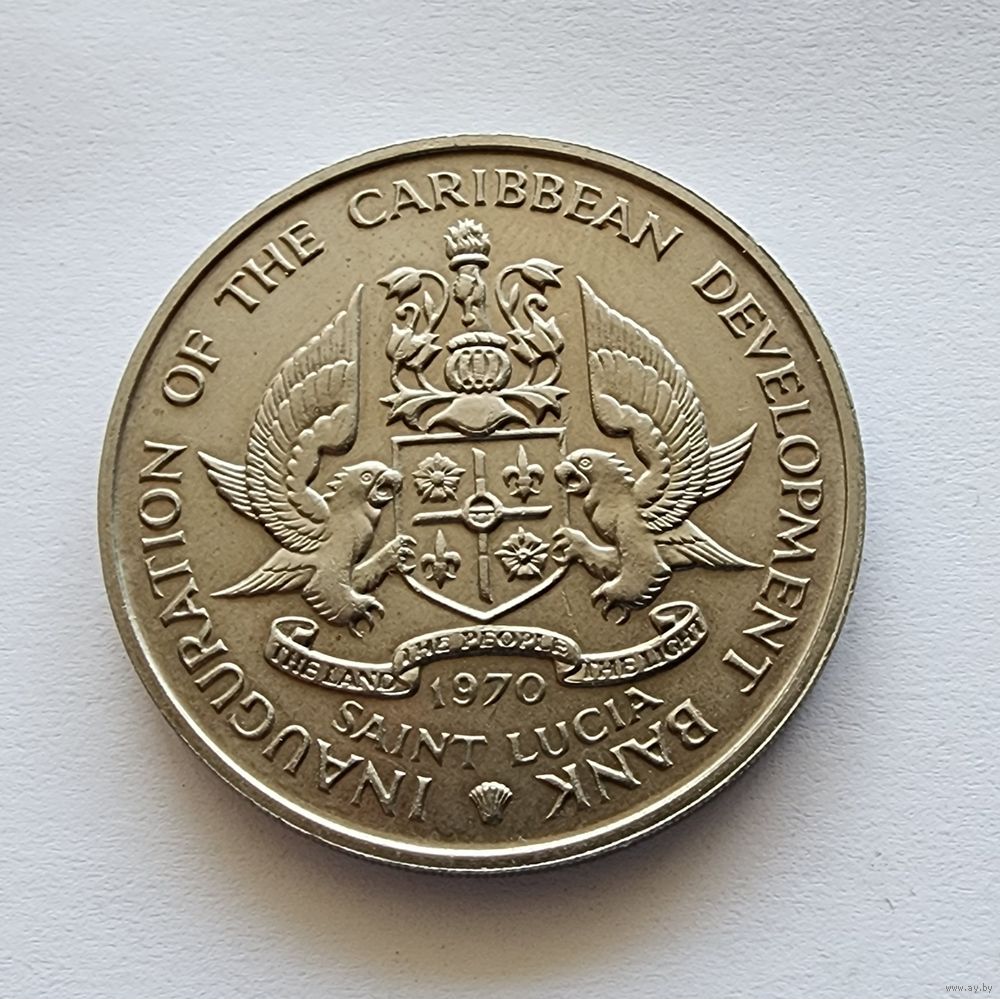 INAUGURATION OF THE CARIBBEAN DEVELOPMENT BANK
THE LAND THE PEOPLE THE LIGHT
1970
SAINT LUCIA
www.ay.by